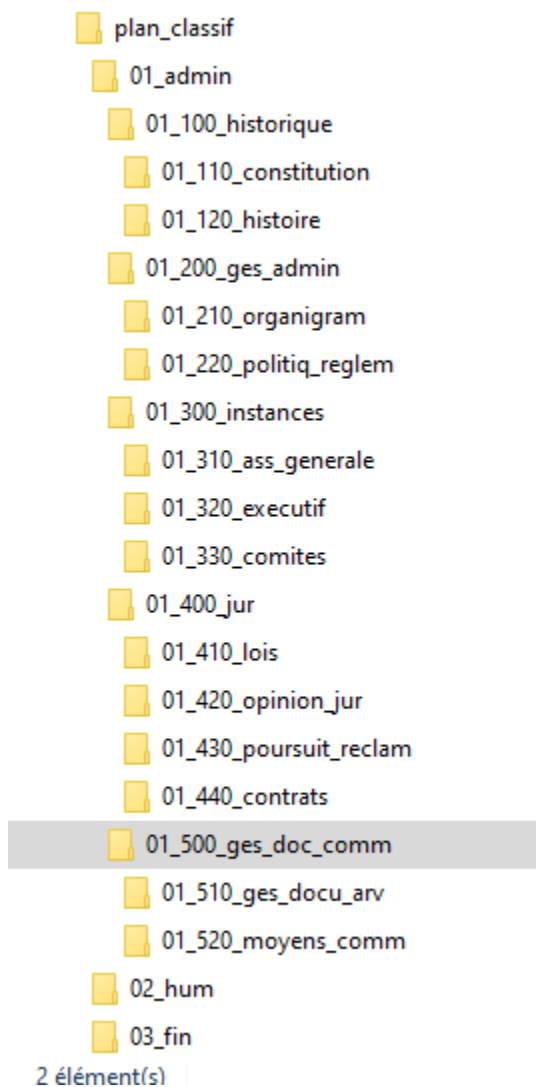 plan_classif
01_admin
01_100_historique
01_110_constitution
01_120_histoire
01_200_ges_admin
01_210_organigram
01_220_politiq_reglem
01_300_instances
01_310_ass_generale
01_320_executif
01_330_comites
01_400_jur
01_410_lois
01_420_opinion_jur
01_430_poursuit_reclam
01_440_contrats
01_500_ges_doc_comm
01_510_ges_docu_arv
01_520_moyens_comm
02_hum
03_fin
2 élément(s)